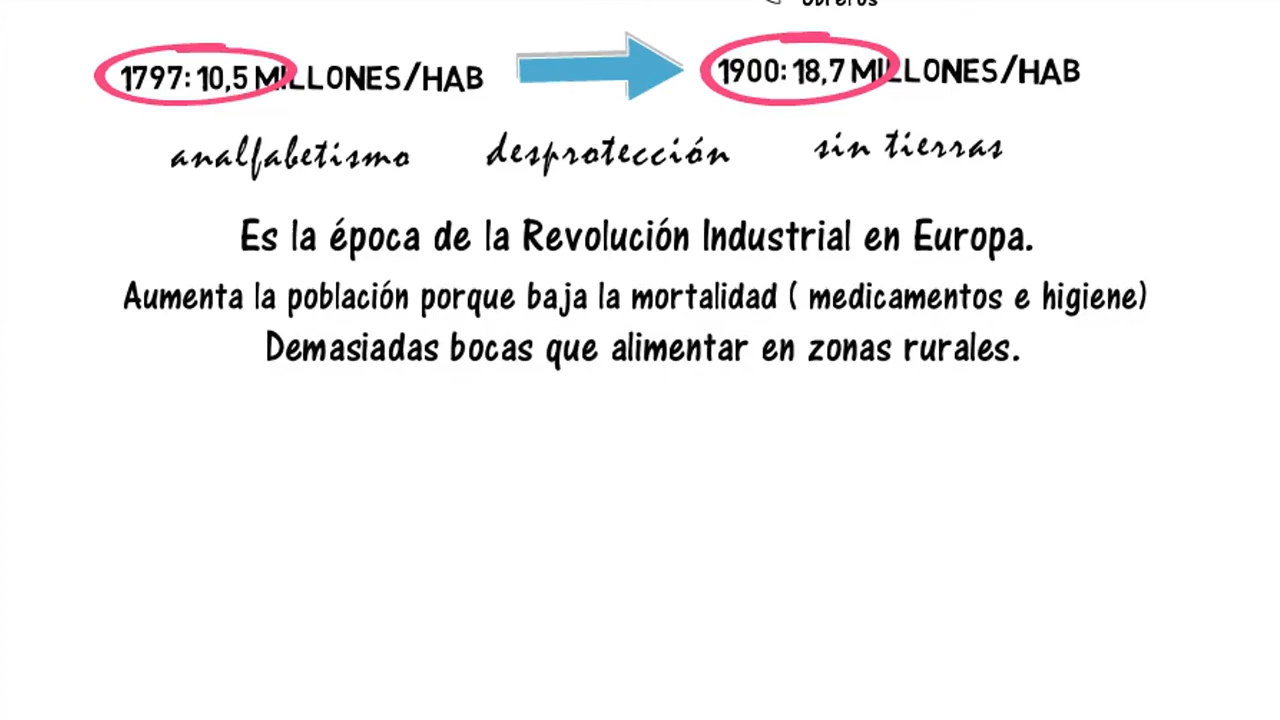 obreros
1797: 10,5 MILLONES/HAB
1900: 18,7 MILLONES/HAB
analfabetismo
desprotección
sin tierras
Es la época de la Revolución Industrial en Europa.
Aumenta la población porque baja la mortalidad ( medicamentos e higiene)
Demasiadas bocas que alimentar en zonas rurales.